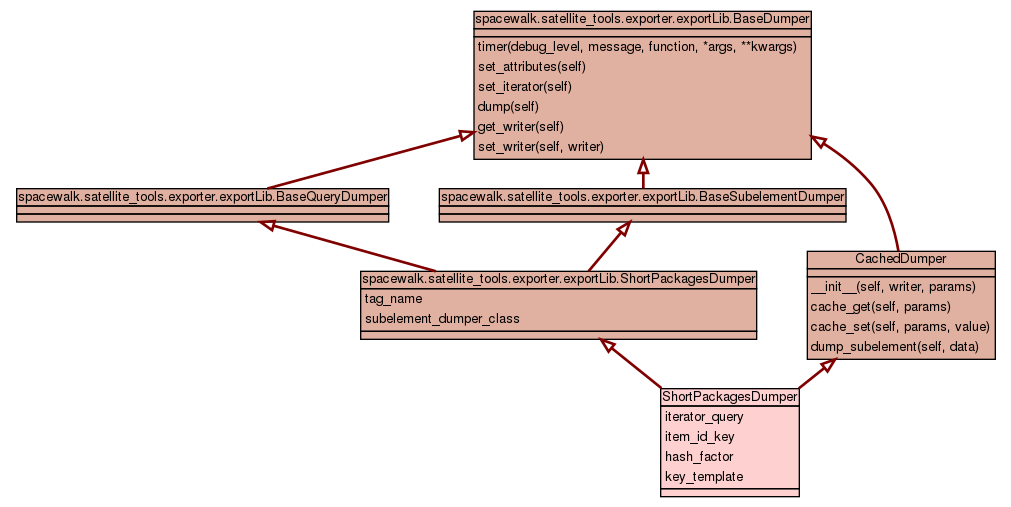 spacewalk.satellite_tools.exporter.exportLib.BaseDumper
timer(debug_level, message, function, *args, **kwargs)
set_attributes(self)
set_iterator(self)
dump(self)
get_writer(self)
set_writer(self, writer)
spacewalk.satellite_tools.exporter.exportLib.BaseQueryDumper
spacewalk.satellite_tools.exporter.exportLib.BaseSubelementDumper
CachedDumper
__init__(self, writer, params)
cache_get(self, params)
cache_set(self, params, value)
dump_subelement(self, data)
spacewalk.satellite_tools.exporter.exportLib.ShortPackagesDumper
tag_name
subelement_dumper_class
ShortPackagesDumper
iterator_query
item_id_key
hash_factor
key_template